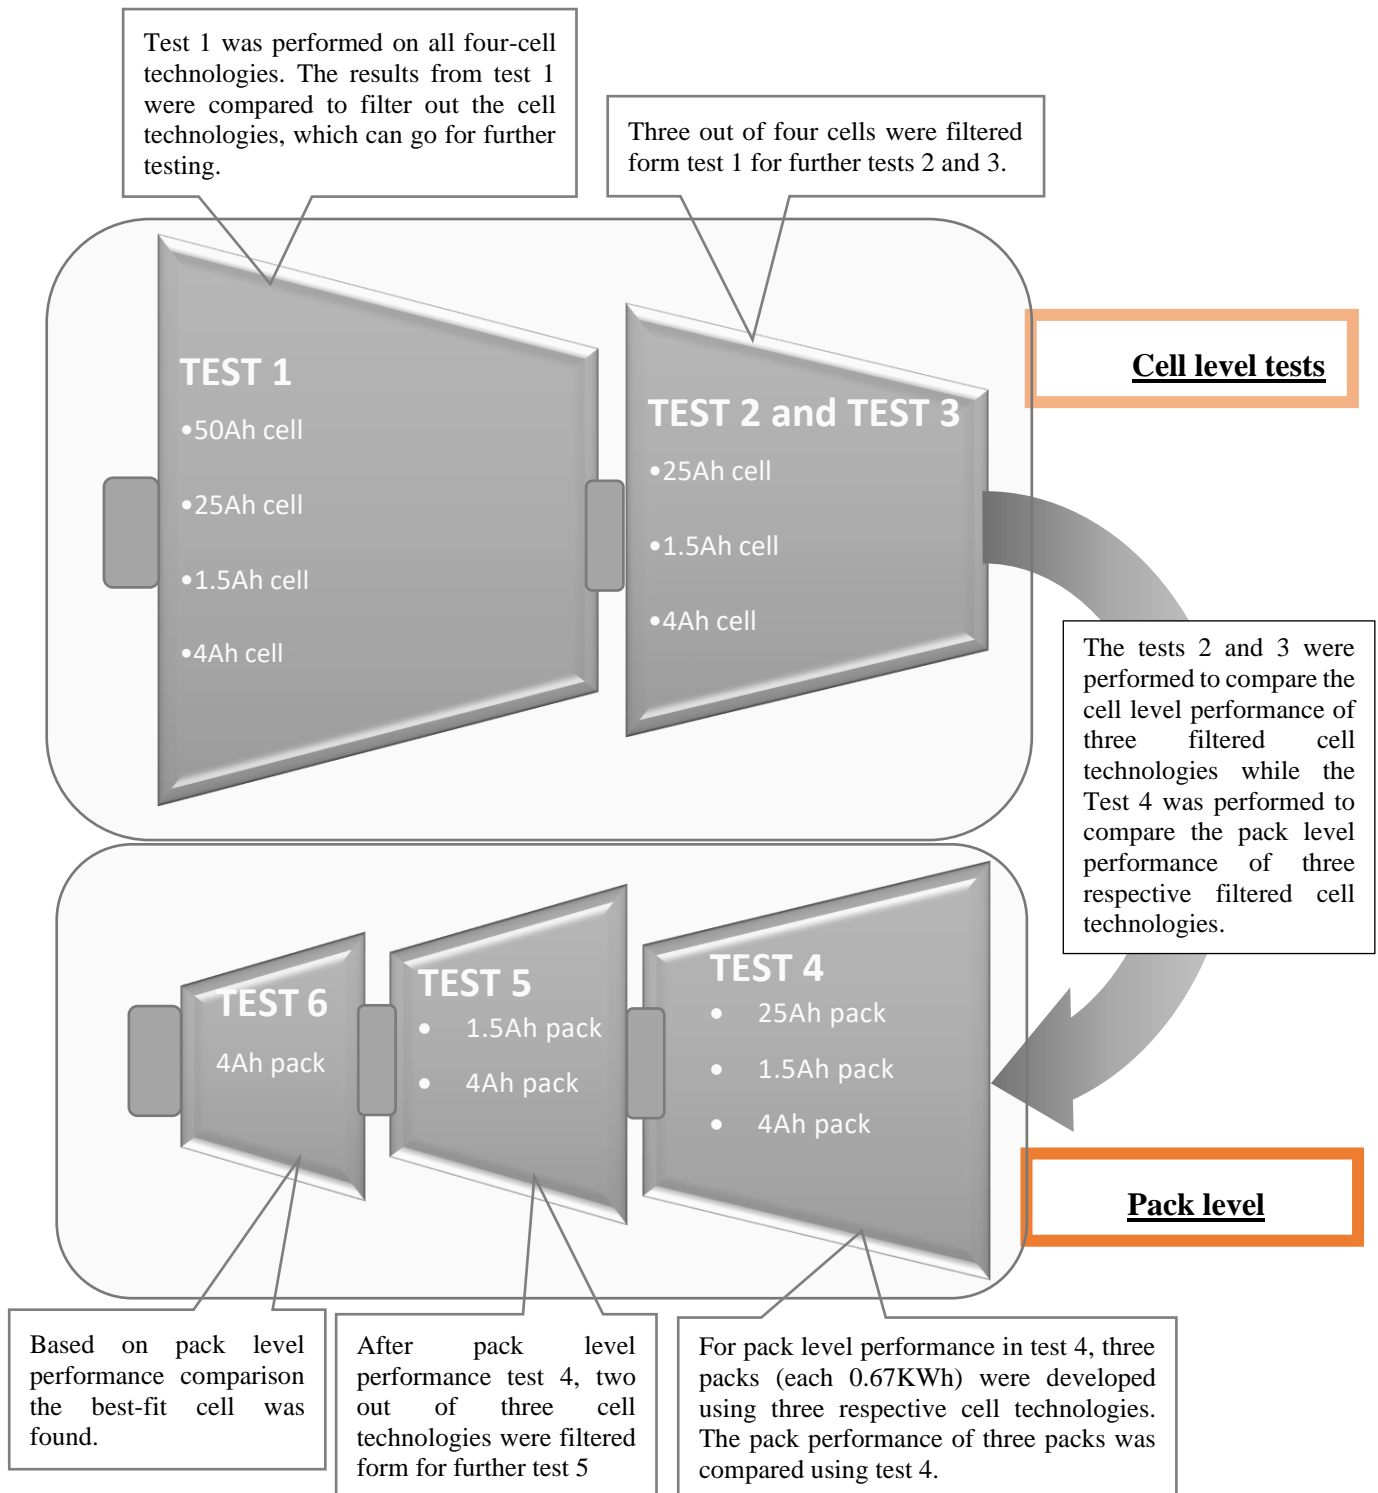 Test 1 was performed on all four-cell
technologies. The results from test 1
were compared to filter out the cell
technologies, which can go for further
testing.
Three out of four cells were filtered
form test 1 for further tests 2 and 3.
Cell level tests
TEST 1
•50Ah cell
•25Ah cell
•1.5Ah cell
•4Ah cell
TEST 2 and TEST 3
•25Ah cell
•1.5Ah cell
•4Ah cell
The tests 2 and 3 were
performed to compare the
cell level performance of
three filtered cell
technologies while the
Test 4 was performed to
compare the pack level
performance of three
respective filtered cell
technologies.
TEST 6
4Ah pack
TEST 5
• 1.5Ah pack
• 4Ah pack
TEST 4
• 25Ah pack
• 1.5Ah pack
• 4Ah pack
Pack level
Based on pack level
performance comparison
the best-fit cell was
found.
After pack level
performance test 4, two
out of three cell
technologies were filtered
form for further test 5
For pack level performance in test 4, three
packs (each 0.67KWh) were developed
using three respective cell technologies.
The pack performance of three packs was
compared using test 4.